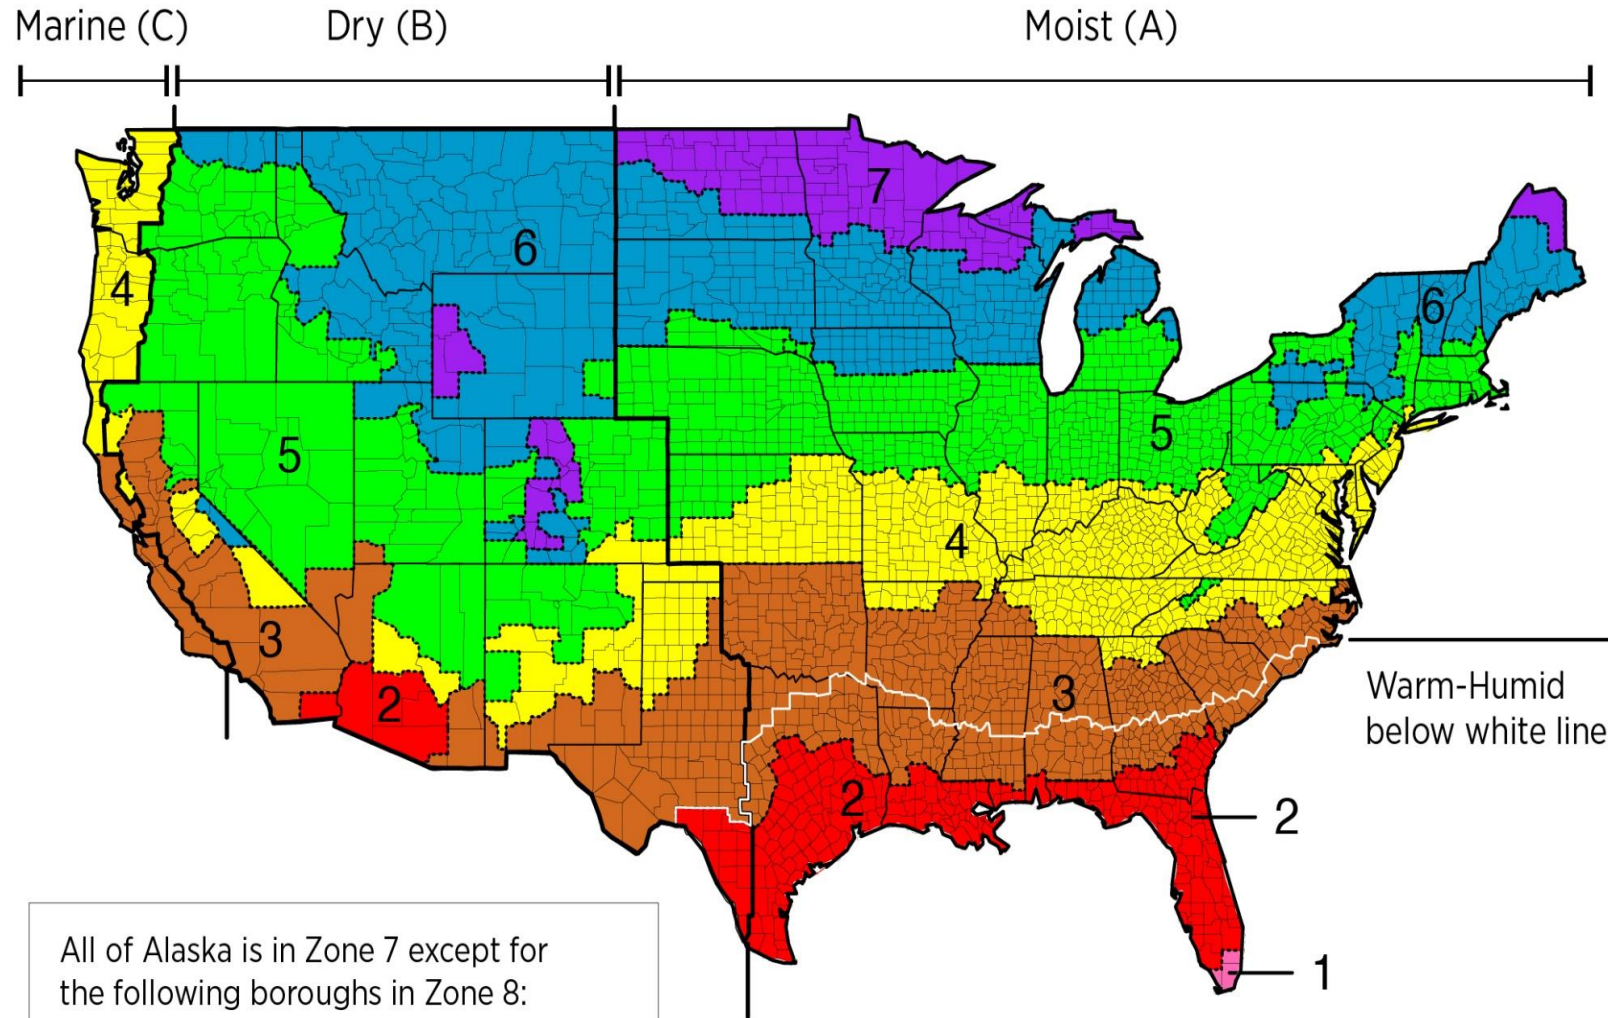 Marine (C) Dry (B) Moist (A)
7
6
4
6
5
5
4
3
3
2
2
Warm-Humid
below white line
2
1
All of Alaska is in Zone 7 except for
the following boroughs in Zone 8: